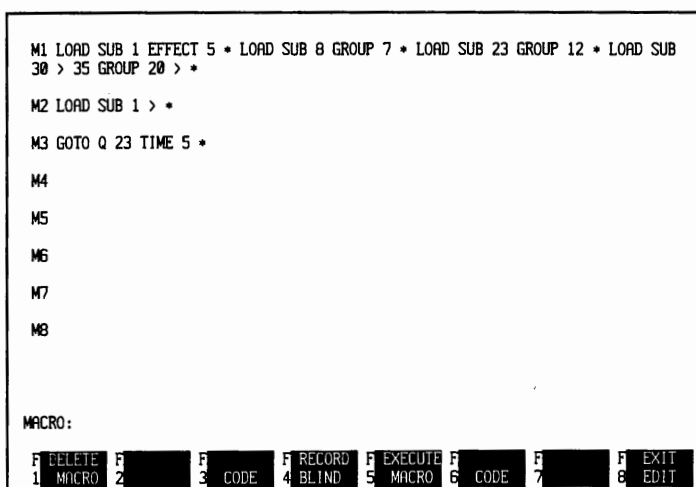 M1 LOAD SUB 1 EFFECT 5 * LOAD SUB 8 GROUP 7 * LOAD SUB 23 GROUP 12 * LOAD SUB
30 > 35 GROUP 20 > *
M2 LOAD SUB 1 > *
M3 GOTO Q 23 TIME 5 *
M4
M5
M6
M7
M8
MACRO:
F DELETE F F F RECORD F EXECUTE F F F EXIT
1 MACRO 2 3 CODE 4 BLIND 5 MACRO 6 CODE 7 8 EDIT